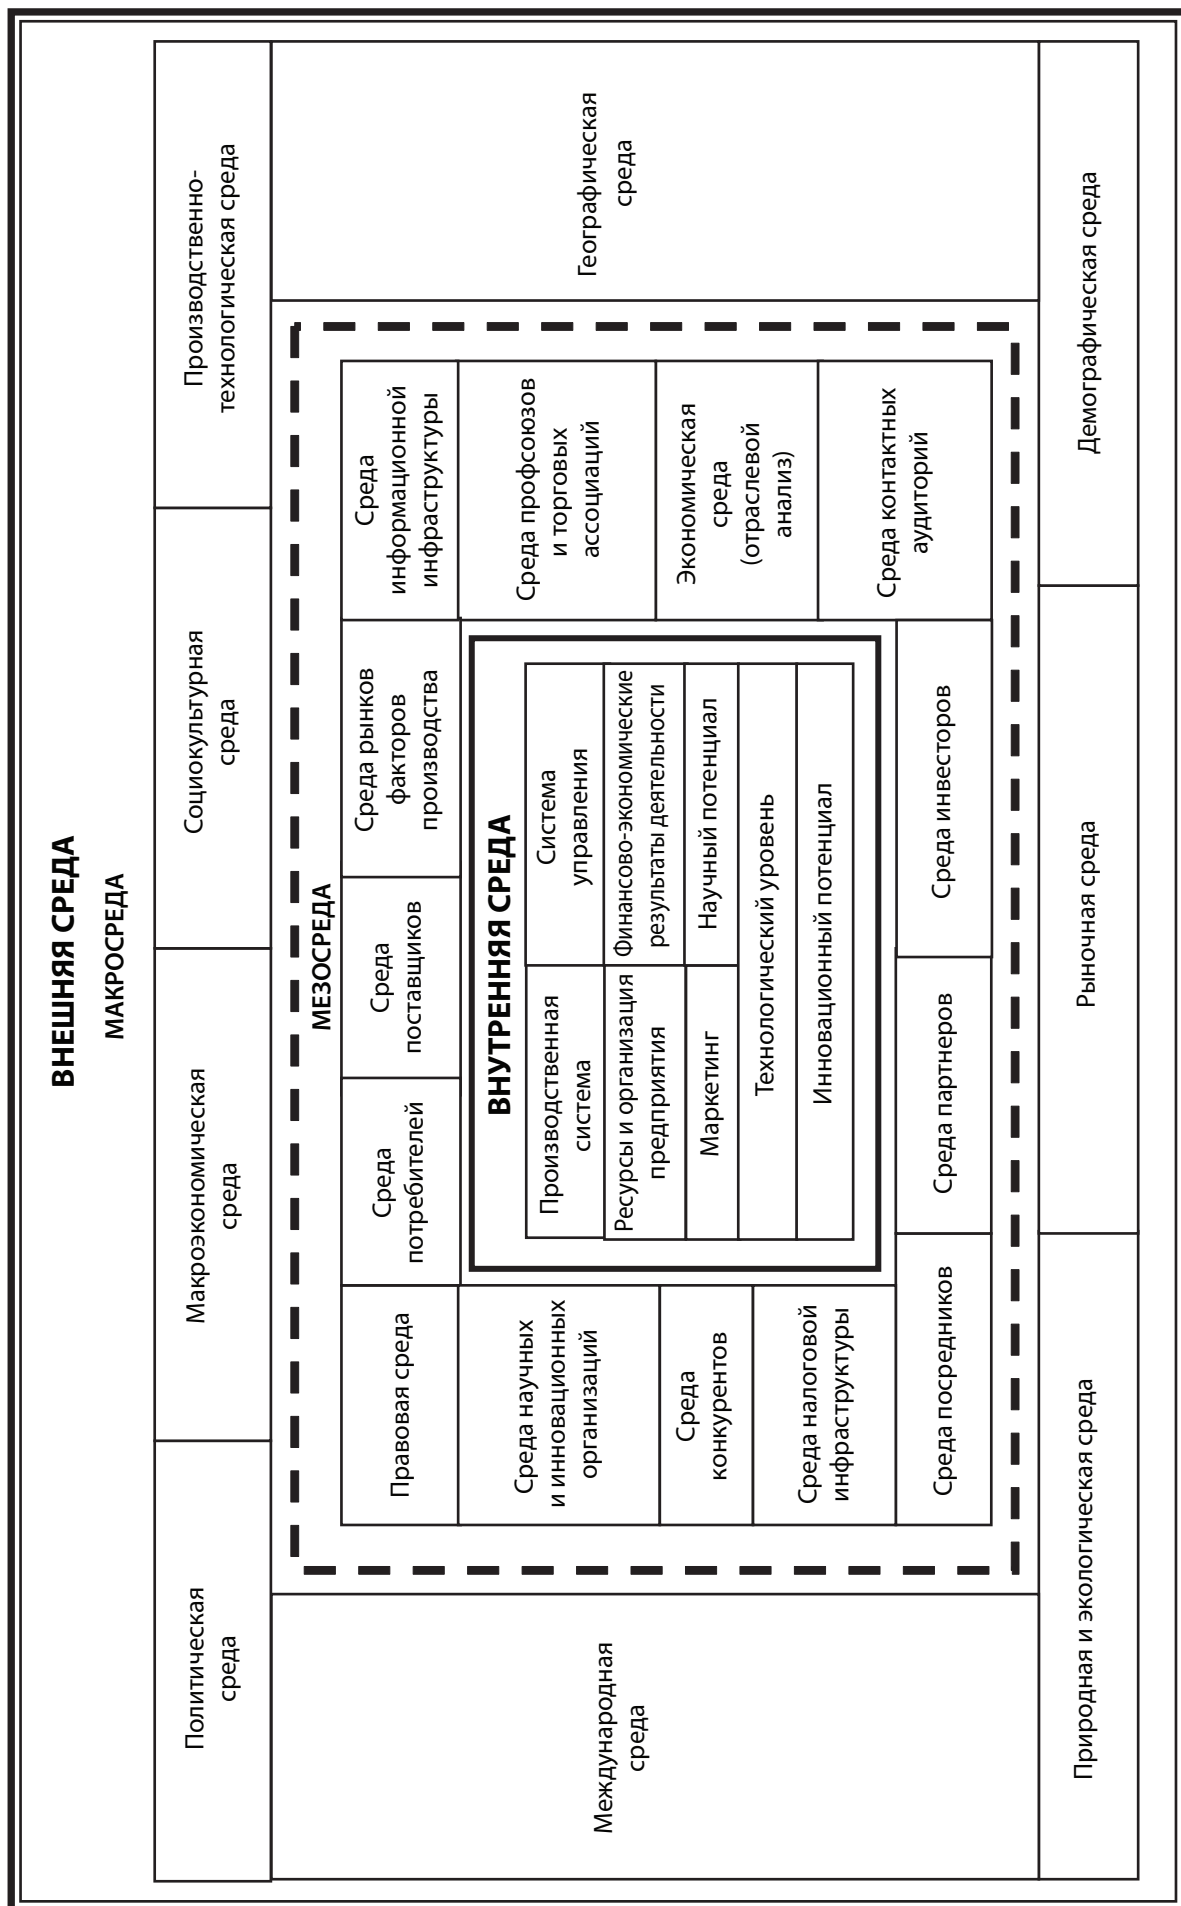 ВНЕШНЯЯ СРЕДА
МАКРОСРЕДА
Политическая
среда
Макроэкономическая
среда
Социокультурная
среда
Производственно-
технологическая среда
Международная
среда
МЕЗОСРЕДА
Правовая среда
Среда
потребителей
Среда
поставщиков
Среда рынков
факторов
производства
Среда
информационной
инфраструктуры
Среда научных
и инновационных
организаций
Среда
конкурентов
Среда налоговой
инфраструктуры
ВНУТРЕННЯЯ СРЕДА
Производственная
система
Система
управления
Ресурсы и организация
предприятия
Финансово-экономические
результаты деятельности
Маркетинг
Научный потенциал
Технологический уровень
Инновационный потенциал
Среда профсоюзов
и торговых
ассоциаций
Экономическая
среда
(отраслевой
анализ)
Среда контактных
аудиторий
Среда посредников
Среда партнеров
Среда инвесторов
Географическая
среда
Природная и экологическая среда
Рыночная среда
Демографическая среда